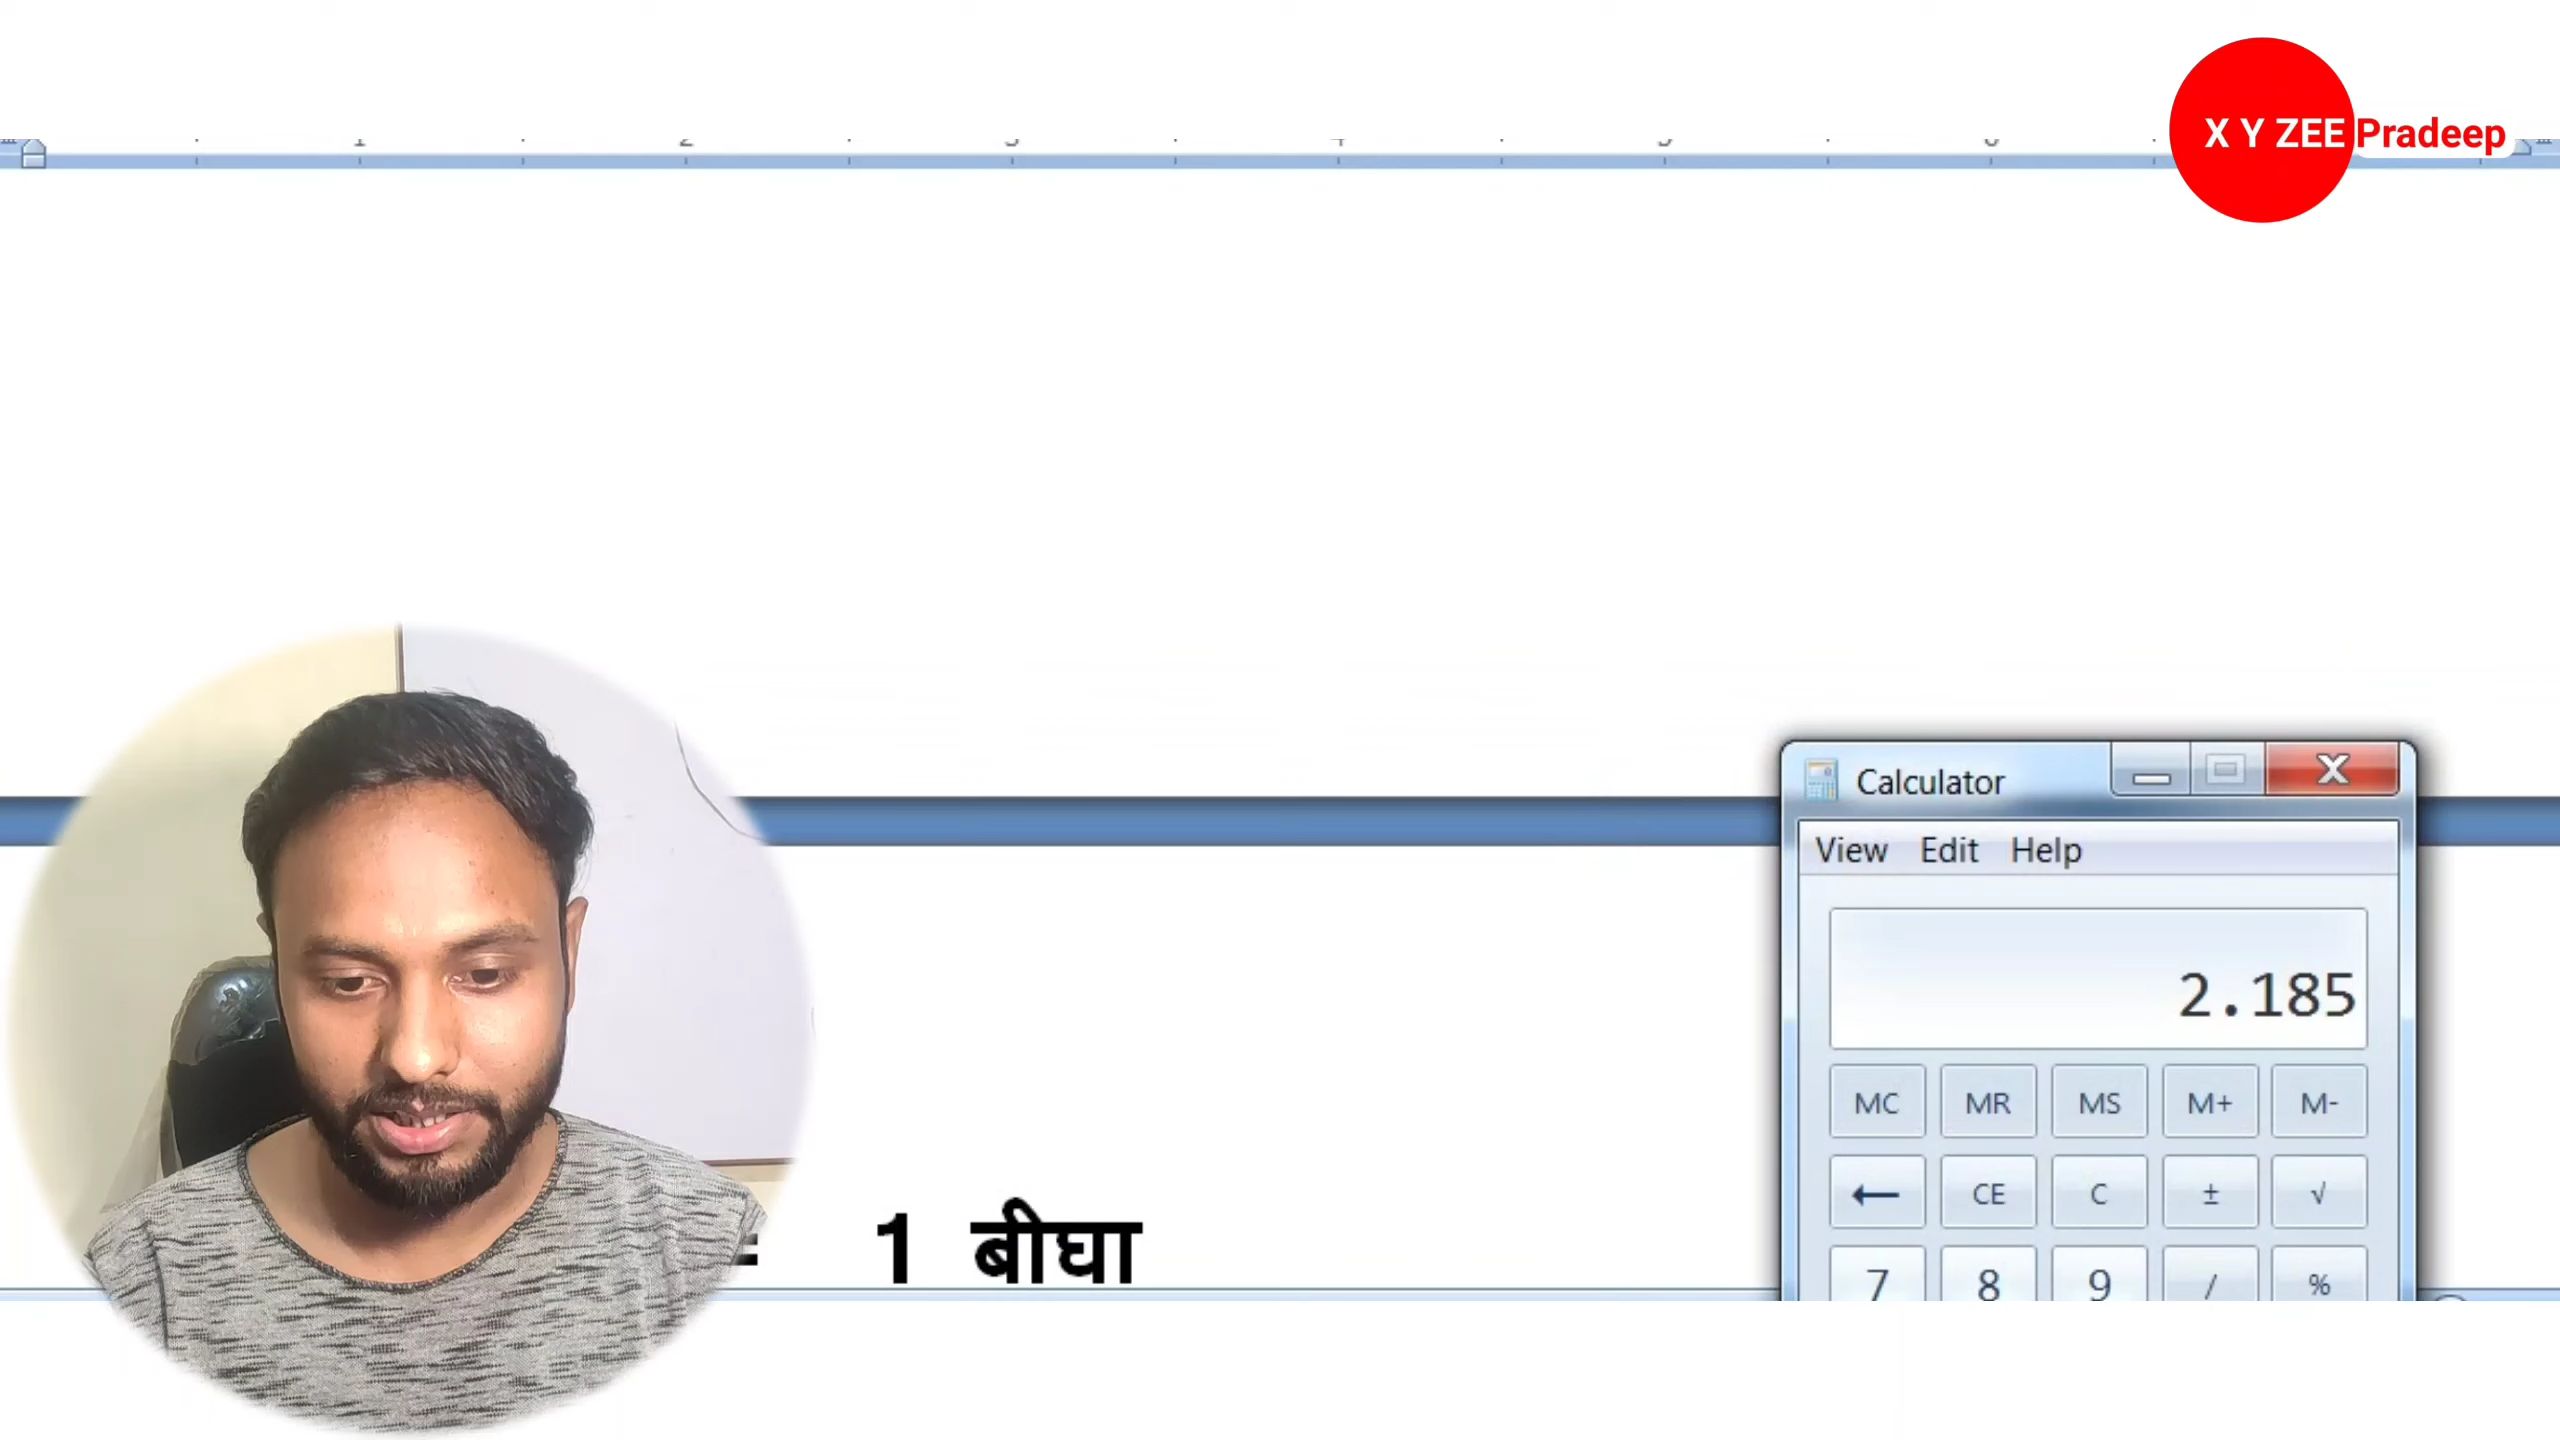 X Y ZEE Pradeep
Calculator
View Edit Help
2.185
MC MR MS M+ M-
← CE C ± √
7 8 9 / %
= 1 बीघा